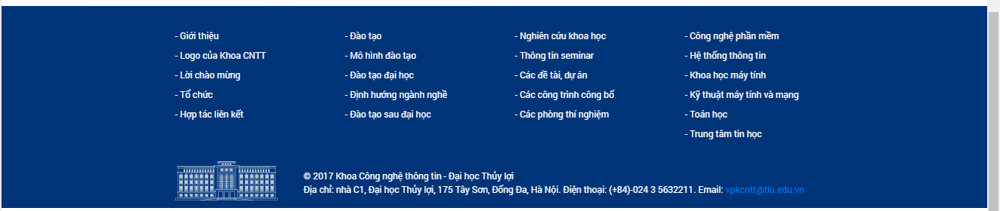 - Giới thiệu
- Logo của Khoa CNTT
- Lời chào mừng
- Tổ chức
- Hợp tác liên kết
- Đào tạo
- Mô hình đào tạo
- Đào tạo đại học
- Định hướng ngành nghề
- Đào tạo sau đại học
- Nghiên cứu khoa học
- Thông tin seminar
- Các đề tài, dự án
- Các công trình công bố
- Các phòng thí nghiệm
- Công nghệ phần mềm
- Hệ thống thông tin
- Khoa học máy tính
- Kỹ thuật máy tính và mạng
- Toán học
- Trung tâm tin học
© 2017 Khoa Công nghệ thông tin - Đại học Thủy lợi
Địa chỉ: nhà C1, Đại học Thủy lợi, 175 Tây Sơn, Đống Đa, Hà Nội. Điện thoại: (+84)-024 3 5632211. Email: vpkcntt@tlu.edu.vn